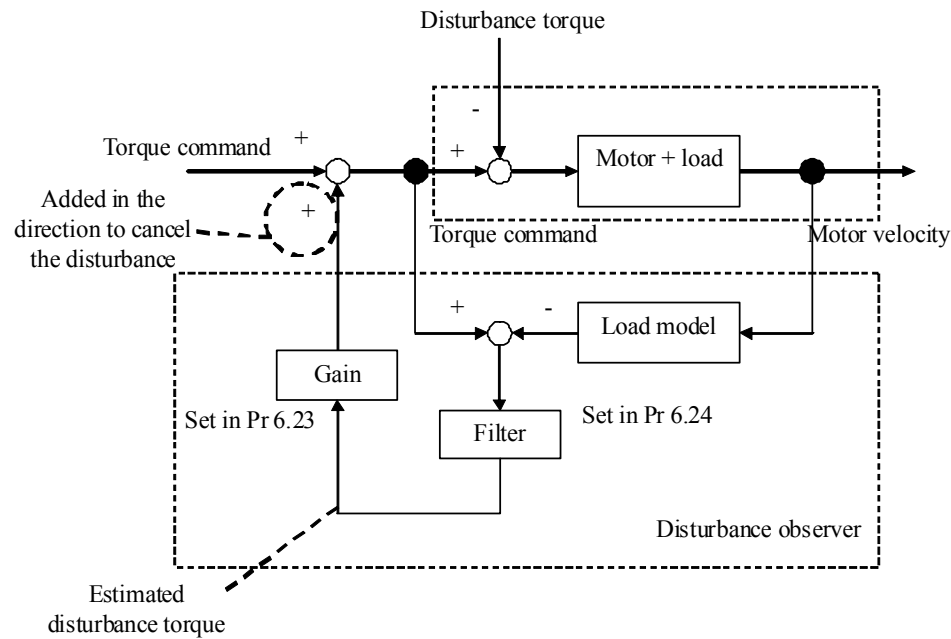 Disturbance torque
-
+
Torque command
+
Motor + load
Added in the
direction to cancel
the disturbance
+
Torque command
Motor velocity
+
-
Load model
Gain
Set in Pr 6.23
Filter
Set in Pr 6.24
Disturbance observer
Estimated
disturbance torque